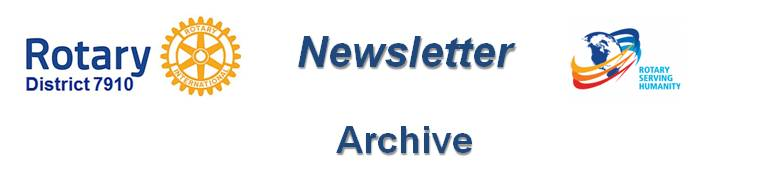 Rotary
District 7910
ROTARY
INTERNATIONAL
Newsletter
ROTARY
SERVING
HUMANITY
Archive